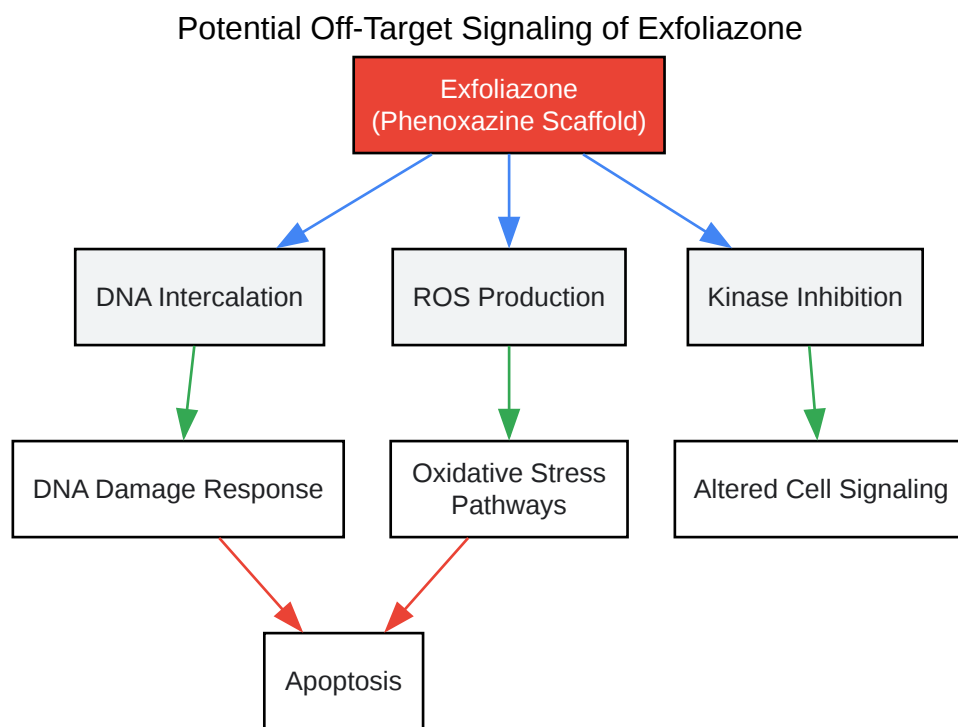 Potential Off-Target Signaling of Exfoliazone
Exfoliazone
(Phenoxazine Scaffold)
DNA Intercalation
ROS Production
Kinase Inhibition
DNA Damage Response
Oxidative Stress
Pathways
Altered Cell Signaling
Apoptosis